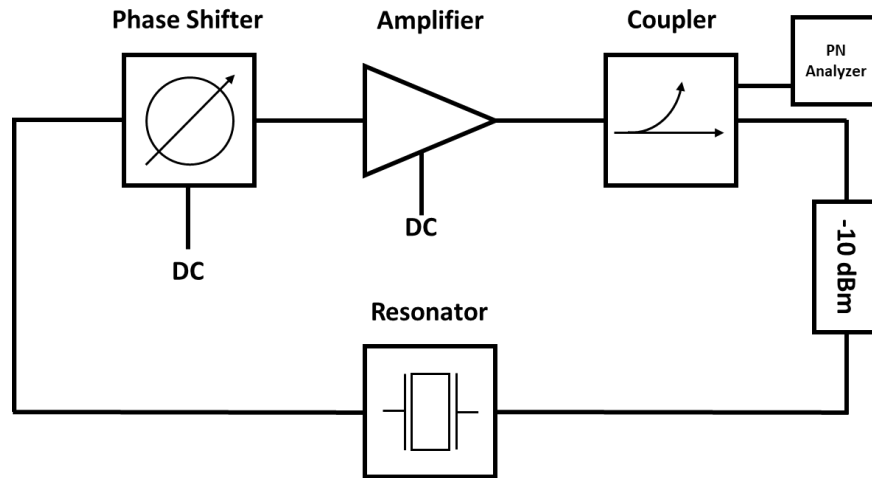 Phase Shifter
Amplifier
Coupler
PN
Analyzer
DC
DC
-10 dBm
Resonator